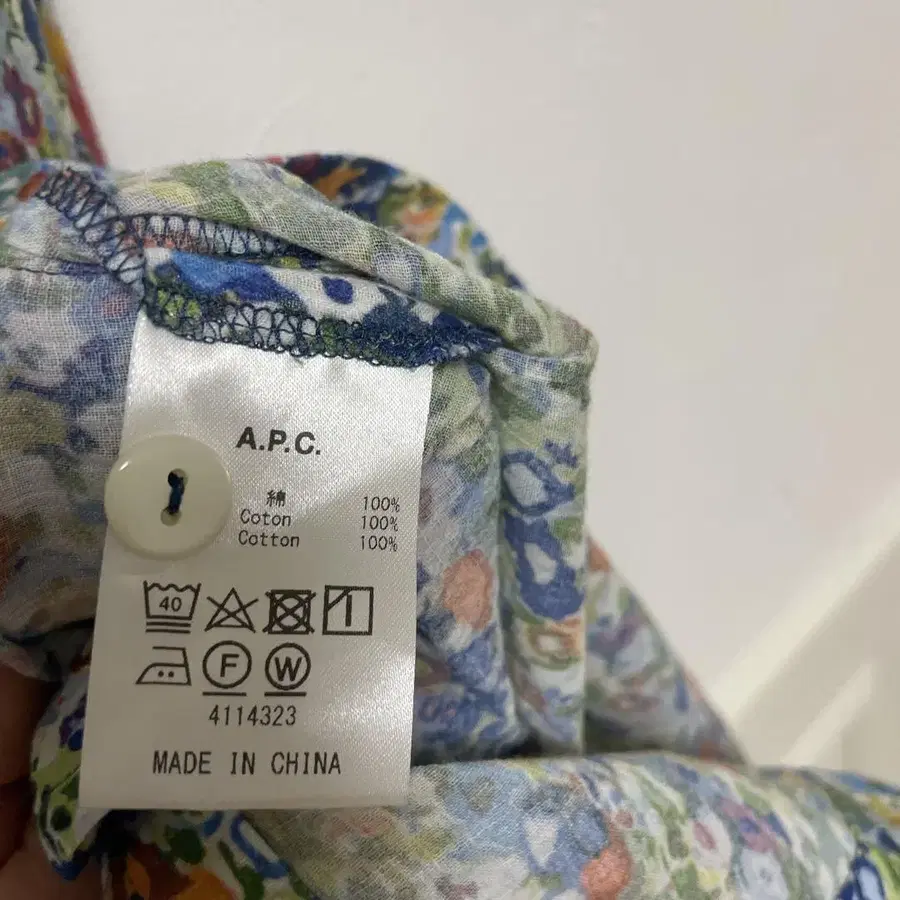 A.P.C.
綿 100%
Coton 100%
Cotton 100%
40
F W
4114323
MADE IN CHINA